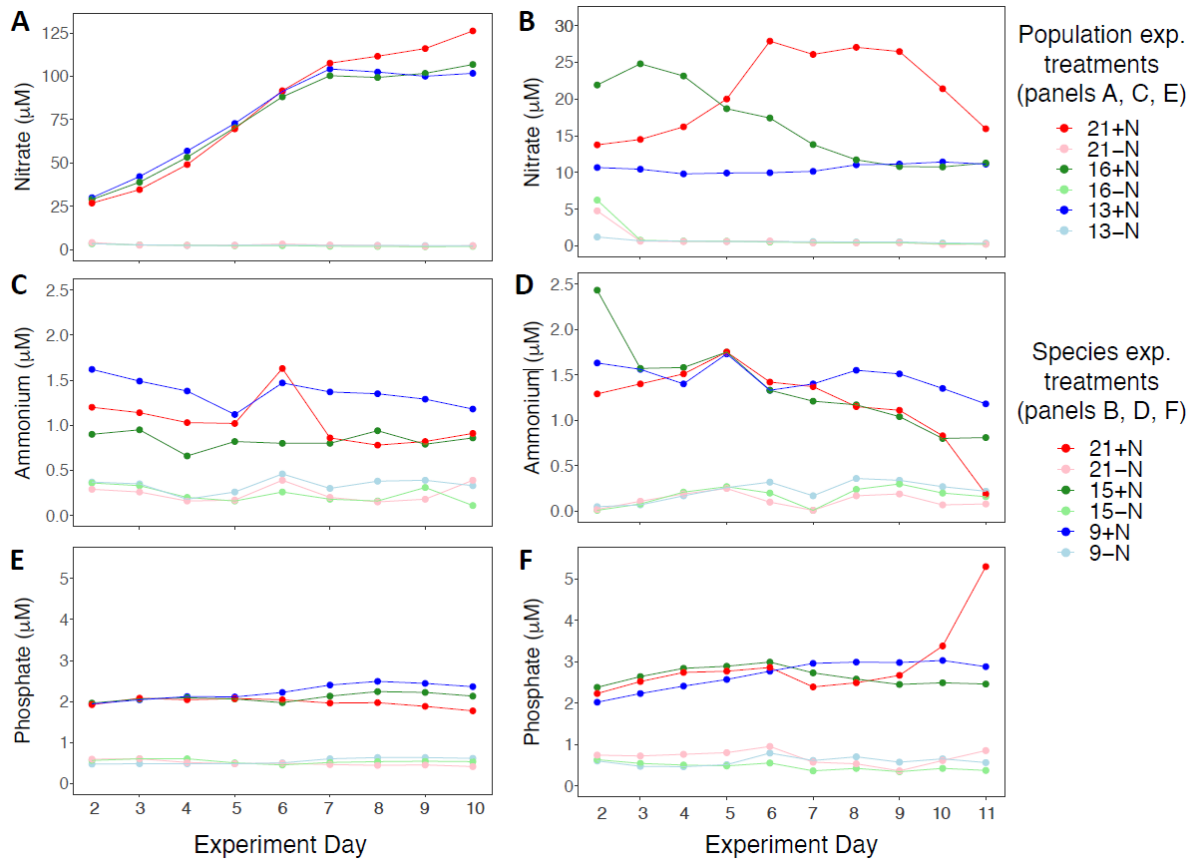 A
Nitrate (µM)
125
100
75
50
25
0
B
Nitrate (µM)
30
25
20
15
10
5
0
Population exp.
treatments
(panels A, C, E)
21+N
21−N
16+N
16−N
13+N
13−N
C
Ammonium (µM)
2.5
2.0
1.5
1.0
0.5
0.0
D
Ammonium| (µM)
2.5
2.0
1.5
1.0
0.5
0.0
Species exp.
treatments
(panels B, D, F)
21+N
21−N
15+N
15−N
9+N
9−N
E
Phosphate (µM)
5
4
3
2
1
0
2 3 4 5 6 7 8 9 10
Experiment Day
F
Phosphate (µM)
5
4
3
2
1
0
2 3 4 5 6 7 8 9 10 11
Experiment Day